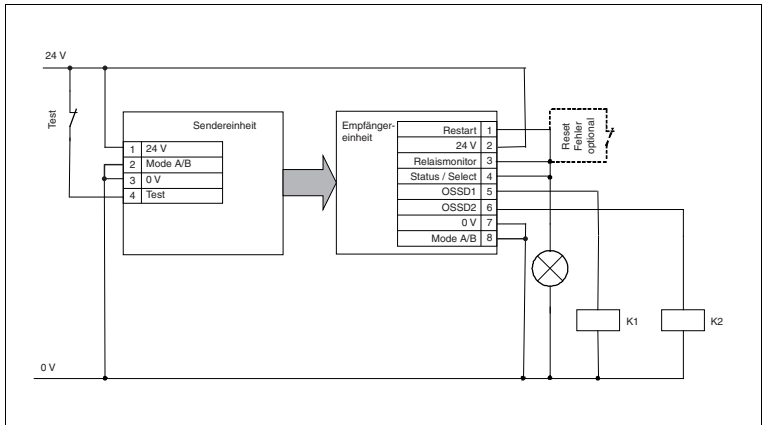 24 V
Test
Sendereinheit
1 24 V
2 Mode A/B
3 0 V
4 Test
Empfänger-
einheit
Restart 1
24 V 2
Relaismonitor 3
Status / Select 4
OSSD1 5
OSSD2 6
0 V 7
Mode A/B 8
Reset
Fehler
optional
K1
K2
0 V